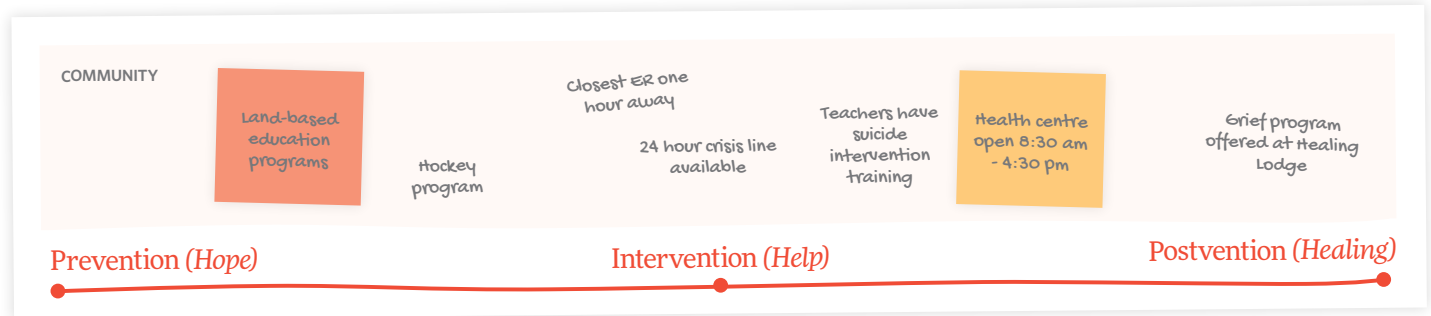 COMMUNITY
Land-based
education
programs
Hockey
program
Closest ER one
hour away
24 hour crisis line
available
Teachers have
suicide
intervention
training
Health centre
open 8:30 am
- 4:30 pm
Grief program
offered at Healing
Lodge
Prevention (Hope)
Intervention (Help)
Postvention (Healing)